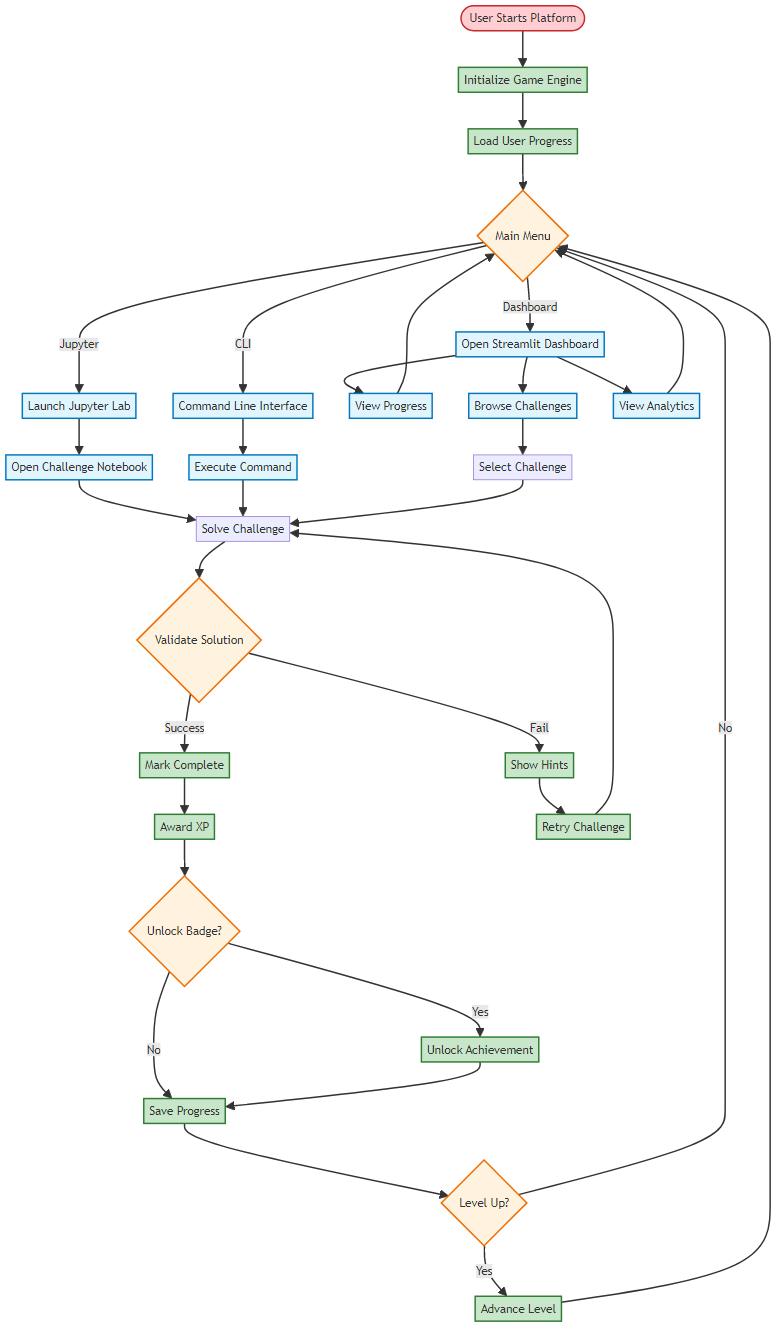 User Starts Platform
Initialize Game Engine
Load User Progress
Main Menu
Dashboard
Jupyter
CLI
Open Streamlit Dashboard
Launch Jupyter Lab
Command Line Interface
View Progress
Browse Challenges
View Analytics
Open Challenge Notebook
Execute Command
Select Challenge
Solve Challenge
Validate Solution
Success
Fail
No
Mark Complete
Show Hints
Award XP
Retry Challenge
Unlock Badge?
Yes
No
Unlock Achievement
Save Progress
Level Up?
Yes
Advance Level